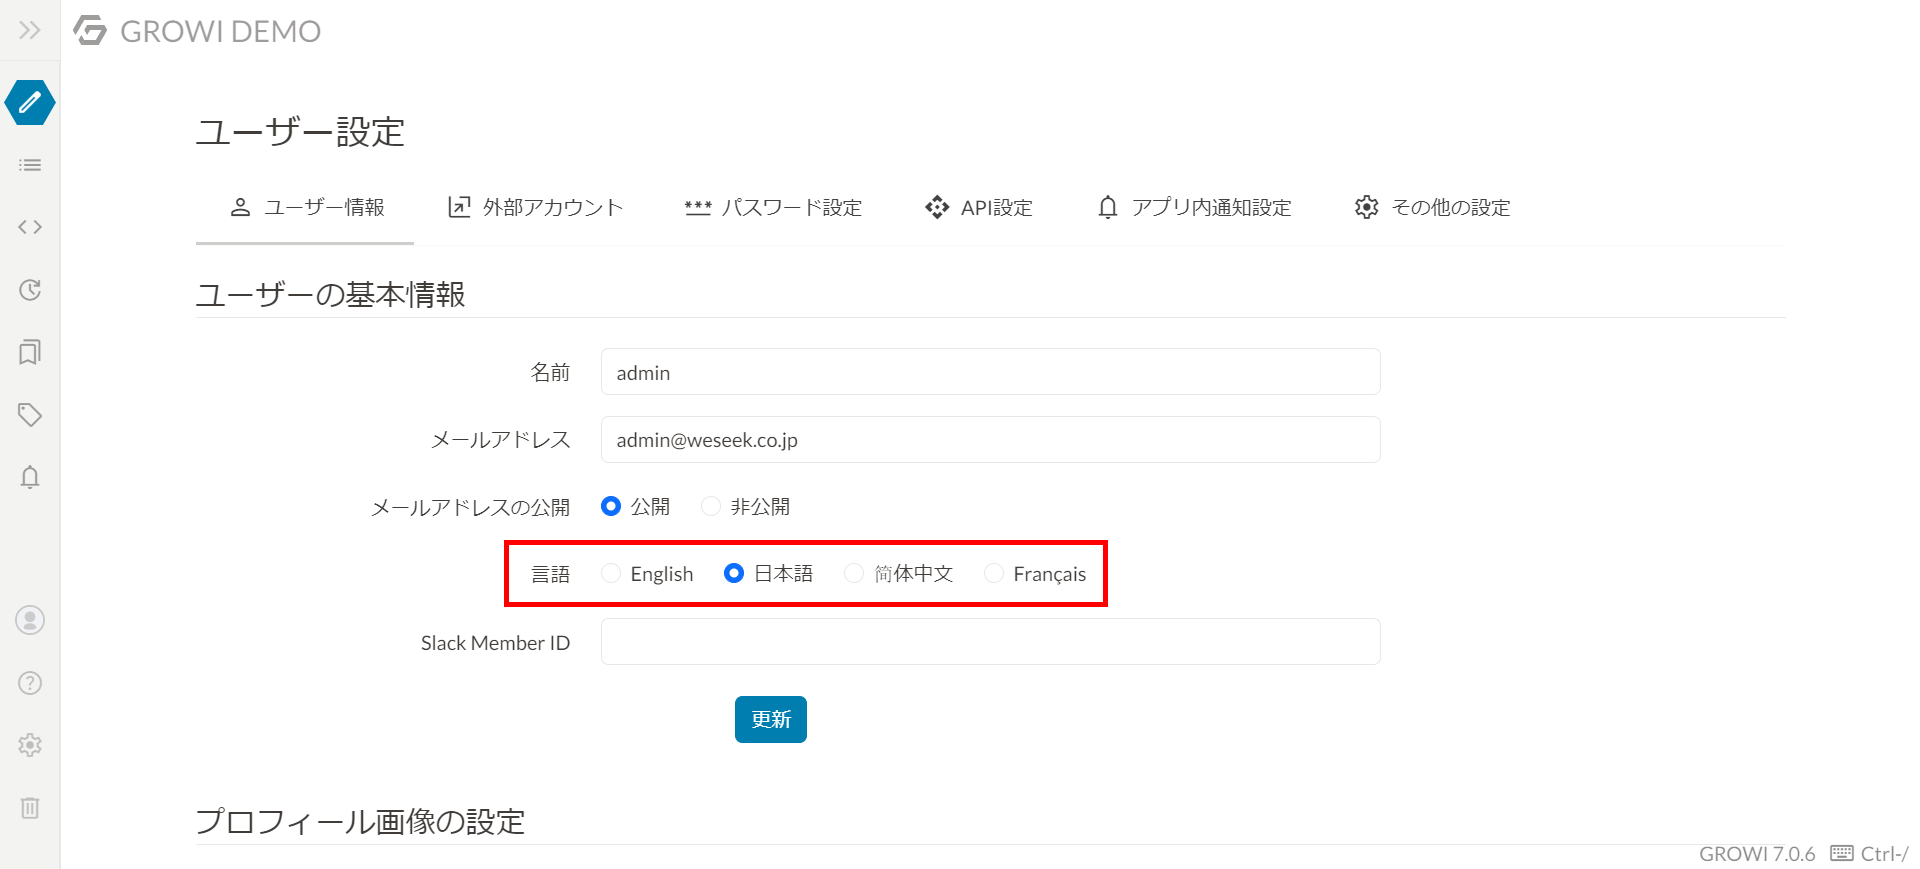 GROWI DEMO
ユーザー設定
ユーザー情報 外部アカウント パスワード設定 API設定 アプリ内通知設定 その他の設定
ユーザーの基本情報
名前 admin
メールアドレス admin@weseek.co.jp
メールアドレスの公開 公開 非公開
言語 English 日本語 简体中文 Français
Slack Member ID
更新
プロフィール画像の設定
GROWI 7.0.6 Ctrl-/